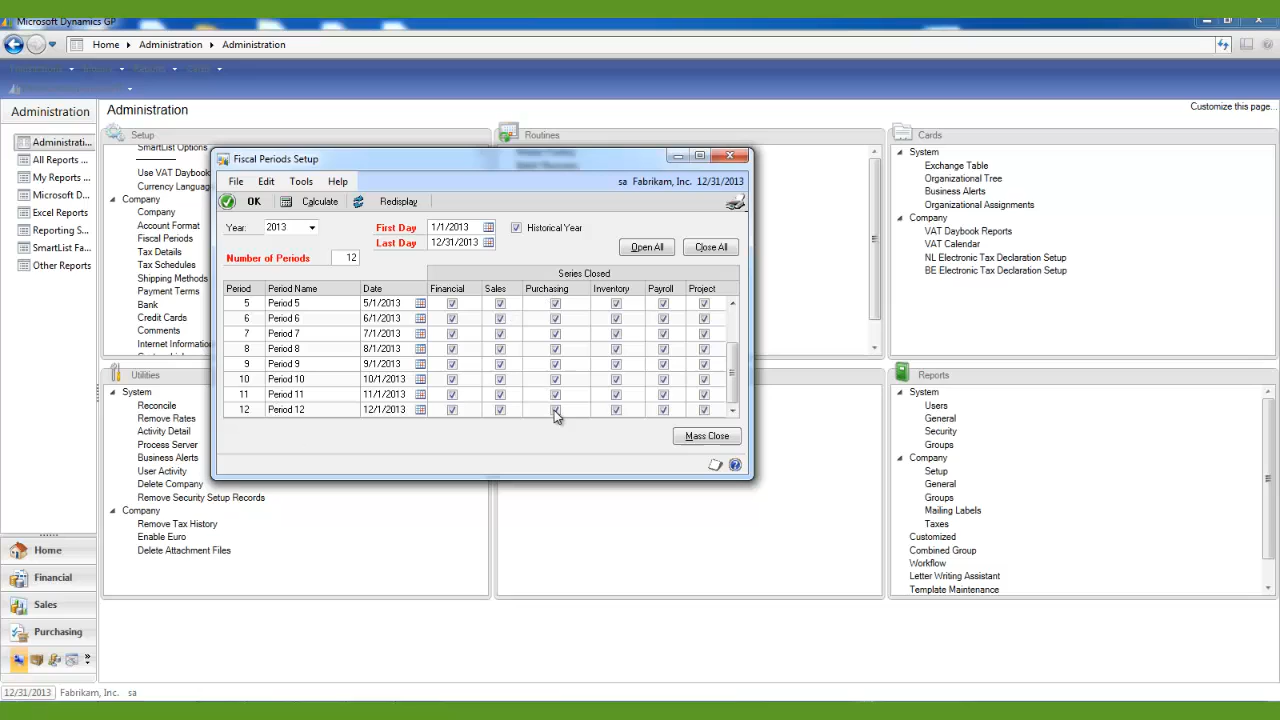 Microsoft Dynamics GP
Home Administration Administration
Administration
Administrati...
All Reports ...
My Reports ...
Microsoft D...
Excel Reports
Reporting S...
SmartList Fa...
Other Reports
Home
Financial
Sales
Purchasing
12/31/2013 Fabrikam, Inc. sa
Administration
Customize this page...
Setup
SmartList Options
Use VAT Daybook
Currency Language
Company
Company
Account Format
Fiscal Periods
Tax Details
Tax Schedules
Shipping Methods
Payment Terms
Bank
Credit Cards
Comments
Internet Information
Routines
Cards
System
Exchange Table
Organizational Tree
Business Alerts
Organizational Assignments
Company
VAT Daybook Reports
VAT Calendar
NL Electronic Tax Declaration Setup
BE Electronic Tax Declaration Setup
Fiscal Periods Setup
File Edit Tools Help
sa Fabrikam, Inc. 12/31/2013
OK Calculate Redisplay
Year: 2013 First Day 1/1/2013 Historical Year
Last Day 12/31/2013 Open All Close All
Number of Periods 12
Series Closed
Period Period Name Date Financial Sales Purchasing Inventory Payroll Project
5 Period 5 5/1/2013
6 Period 6 6/1/2013
7 Period 7 7/1/2013
8 Period 8 8/1/2013
9 Period 9 9/1/2013
10 Period 10 10/1/2013
11 Period 11 11/1/2013
12 Period 12 12/1/2013
Mass Close
Utilities
System
Reconcile
Remove Rates
Activity Detail
Process Server
Business Alerts
User Activity
Delete Company
Remove Security Setup Records
Company
Remove Tax History
Enable Euro
Delete Attachment Files
Reports
System
Users
General
Security
Groups
Company
Setup
General
Groups
Mailing Labels
Taxes
Customized
Combined Group
Workflow
Letter Writing Assistant
Template Maintenance